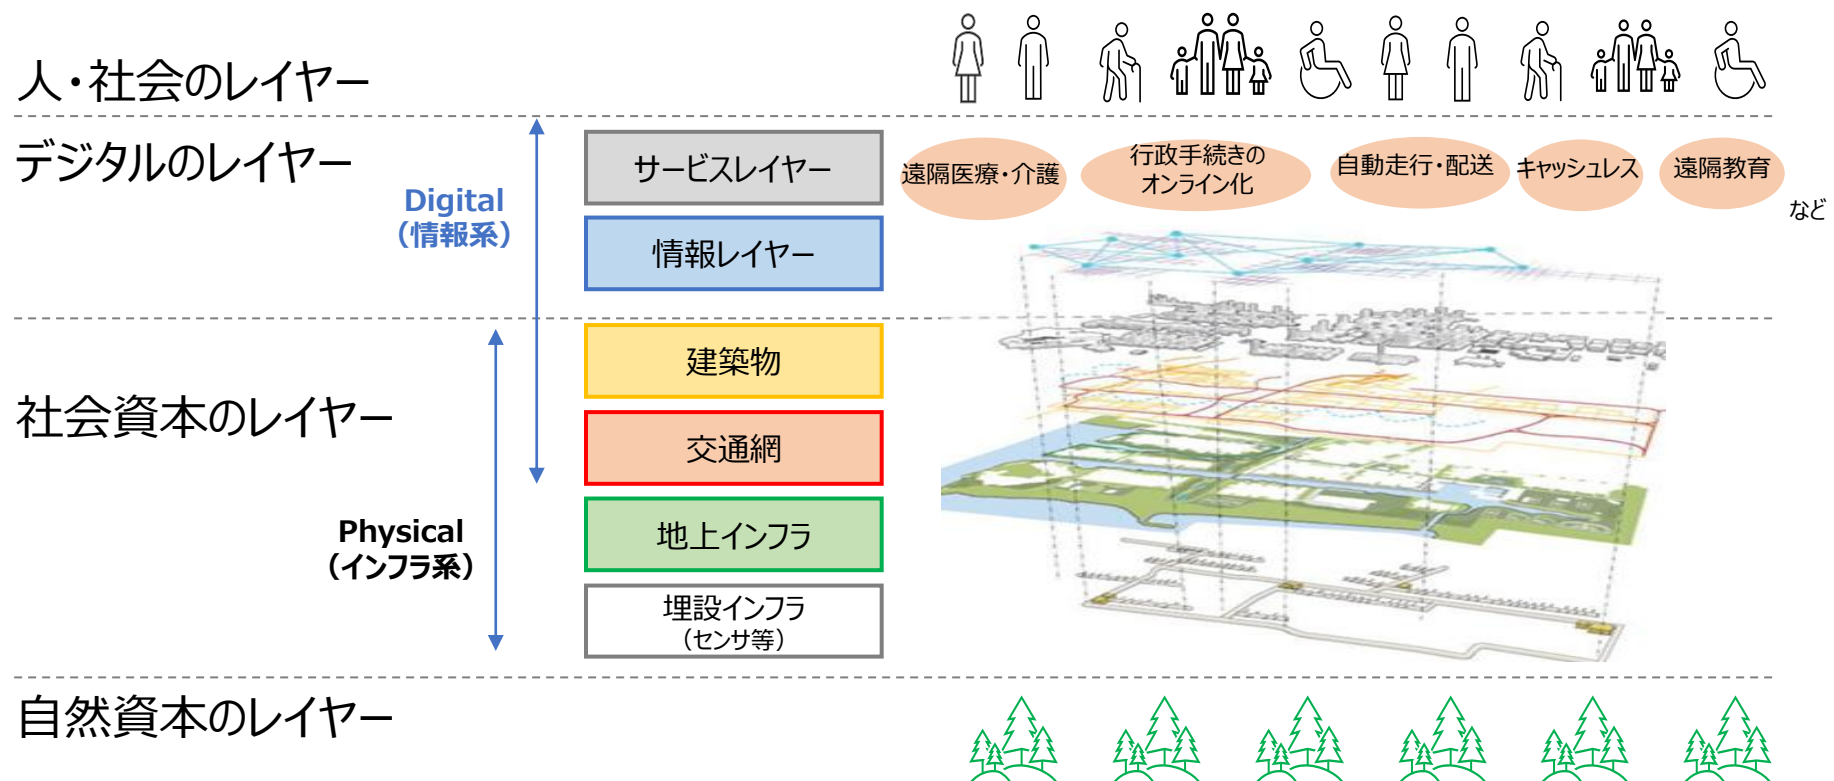 人・社会のレイヤー
デジタルのレイヤー
Digital
（情報系）
サービスレイヤー
遠隔医療・介護
行政手続きの
オンライン化
自動走行・配送
キャッシュレス
遠隔教育
など
情報レイヤー
社会資本のレイヤー
Physical
（インフラ系）
建築物
交通網
地上インフラ
埋設インフラ
（センサ等）
自然資本のレイヤー